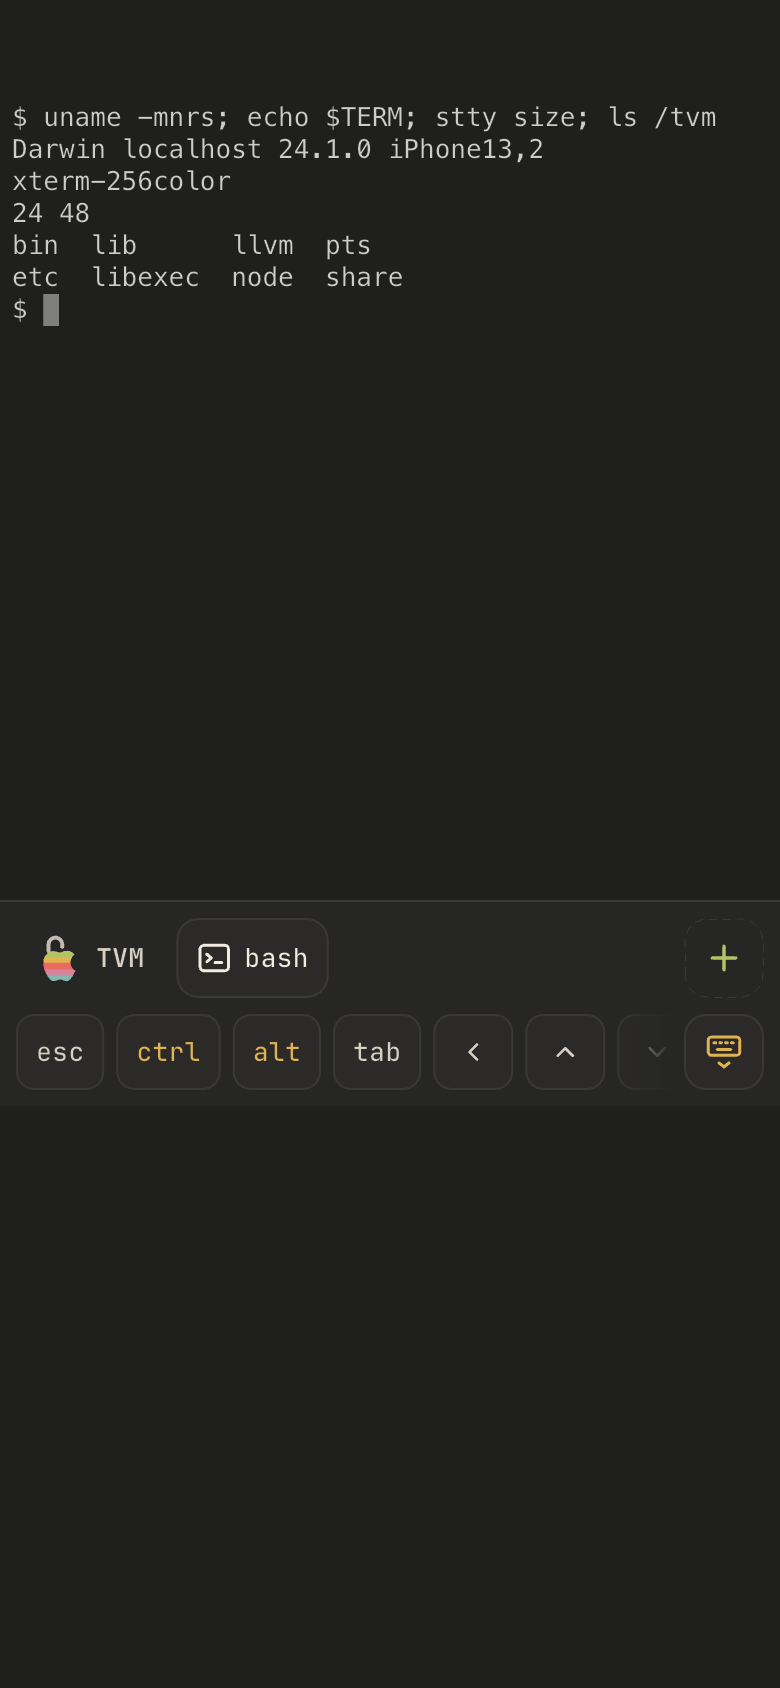 $ uname -mnrs; echo $TERM; stty size; ls /tvm
Darwin localhost 24.1.0 iPhone13,2
xterm-256color
24 48
bin  lib      llvm  pts
etc  libexec  node  share
$
TVM bash +
esc ctrl alt tab